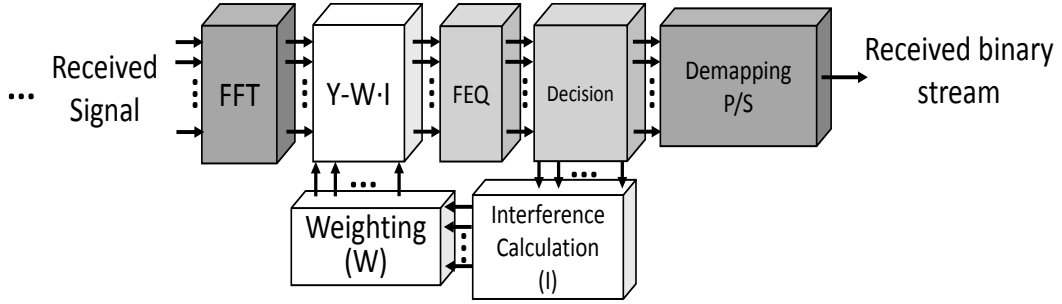 ...
Received
Signal
FFT
Y-W·I
FEQ
Decision
Demapping
P/S
Received binary
stream
Weighting
(W)
Interference
Calculation
(I)